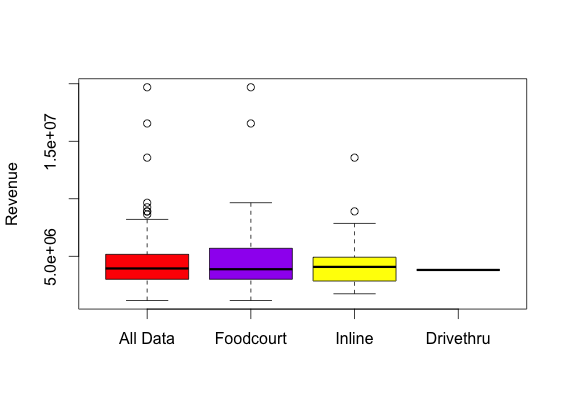 Revenue
1.5e+07
5.0e+06
All Data
Foodcourt
Inline
Drivethru